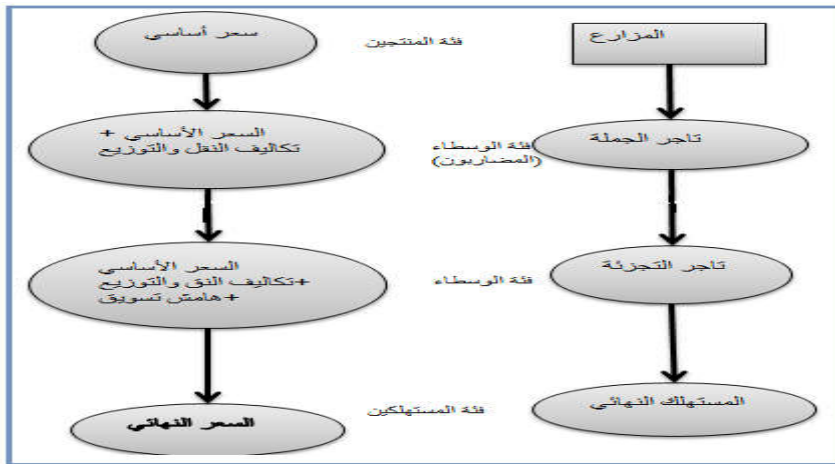 المزارع
فئة المنتجين
سعر أساسي
تاجر الجملة
فئة الوسطاء
(المضاربون)
السعر الأساسي +
تكاليف النقل والتوزيع
تاجر التجزئة
فئة الوسطاء
السعر الأساسي
+تكاليف النق والتوزيع
+هامش تسويق
المستهلك النهائي
فئة المستهلكين
السعر النهائي